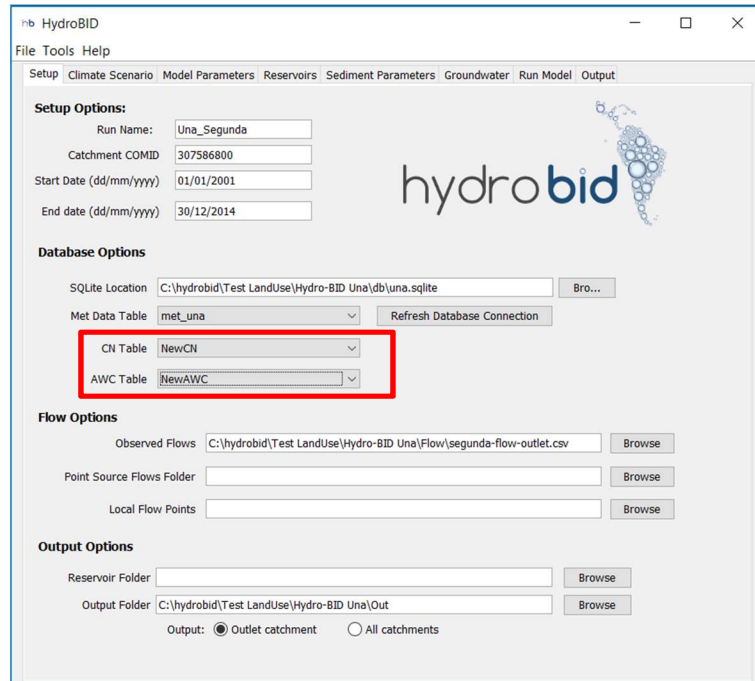 hb HydroBID
File Tools Help
Setup Climate Scenario Model Parameters Reservoirs Sediment Parameters Groundwater Run Model Output
Setup Options:
Run Name: Una_Segunda
Catchment COMID 307586800
Start Date (dd/mm/yyyy) 01/01/2001
End date (dd/mm/yyyy) 30/12/2014
hydrobid
Database Options
SQLite Location C:\hydrobid\Test LandUse\Hydro-BID Una\db\una.sqlite Bro...
Met Data Table met_una Refresh Database Connection
CN Table NewCN
AWC Table NewAWC
Flow Options
Observed Flows C:\hydrobid\Test LandUse\Hydro-BID Una\Flow\segunda-flow-outlet.csv Browse
Point Source Flows Folder Browse
Local Flow Points Browse
Output Options
Reservoir Folder Browse
Output Folder C:\hydrobid\Test LandUse\Hydro-BID Una\Out Browse
Output: Outlet catchment All catchments